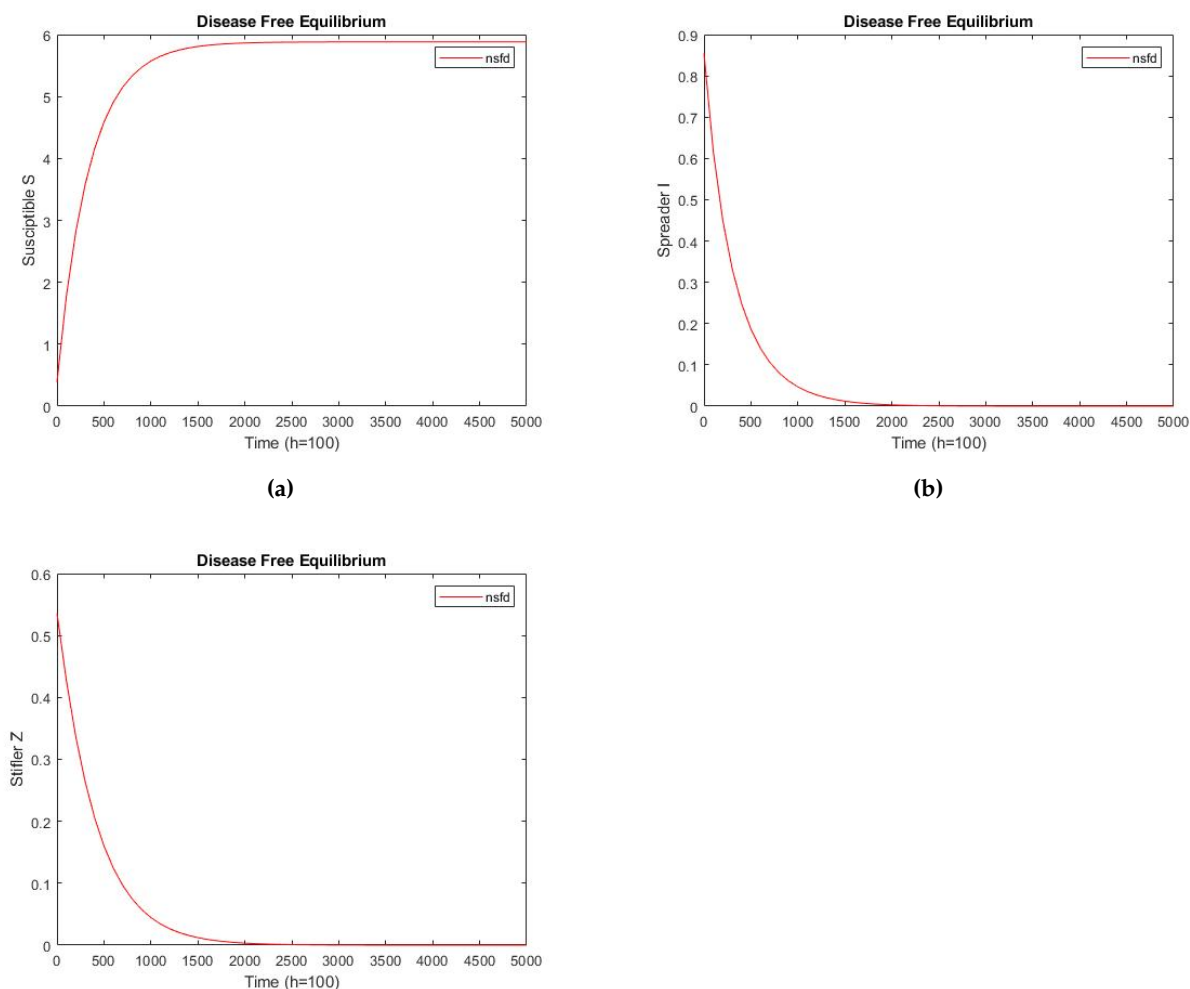 Disease Free Equilibrium
6
5
4
3
2
1
0
Susciptible S
nsfd
0 500 1000 1500 2000 2500 3000 3500 4000 4500 5000
Time (h=100)
(a)
Disease Free Equilibrium
0.9
0.8
0.7
0.6
0.5
0.4
0.3
0.2
0.1
0
Spreader I
nsfd
0 500 1000 1500 2000 2500 3000 3500 4000 4500 5000
Time (h=100)
(b)
Disease Free Equilibrium
0.6
0.5
0.4
0.3
0.2
0.1
0
Stifler Z
nsfd
0 500 1000 1500 2000 2500 3000 3500 4000 4500 5000
Time (h=100)